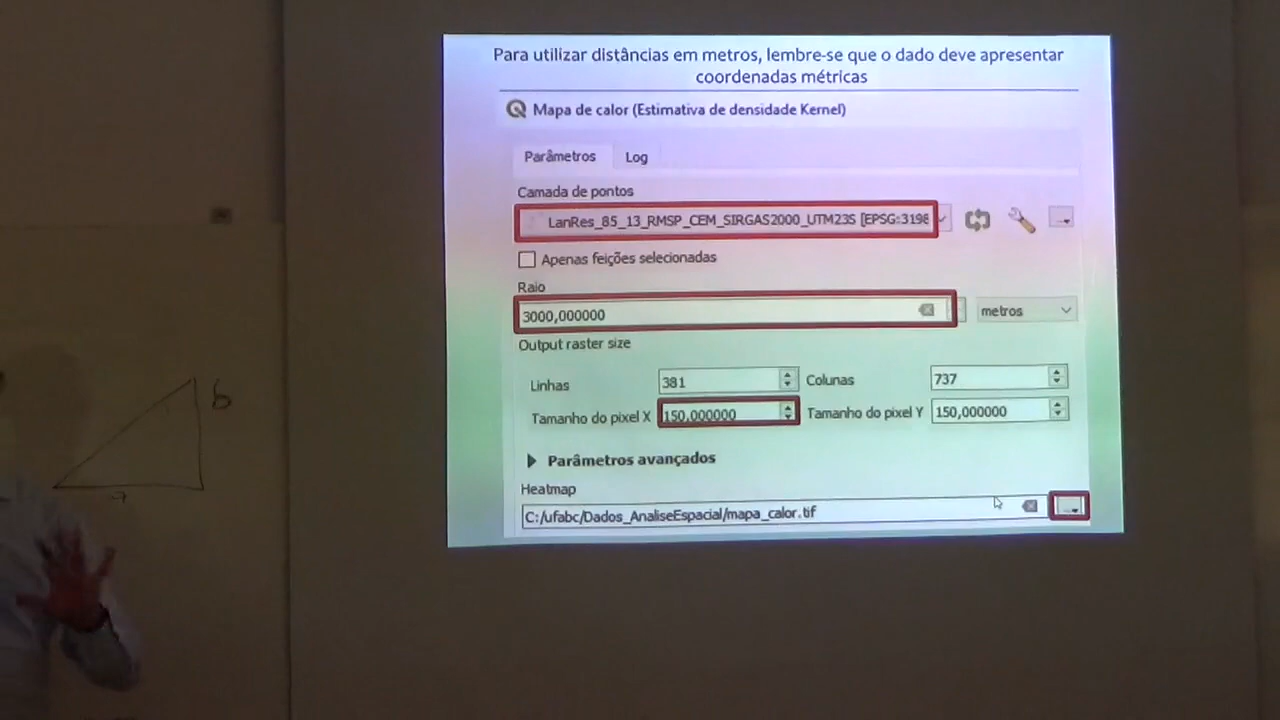 Para utilizar distâncias em metros, lembre-se que o dado deve apresentar
coordenadas métricas
Mapa de calor (Estimativa de densidade Kernel)
Parâmetros Log
Camada de pontos
LanRes_85_13_RMSP_CEM_SIRGAS2000_UTM23S [EPSG:3198
Apenas feições selecionadas
Raio
3000,000000 metros
Output raster size
Linhas 381 Colunas 737
Tamanho do pixel X 150,000000 Tamanho do pixel Y 150,000000
Parâmetros avançados
Heatmap
C:/ufabc/Dados_AnaliseEspacial/mapa_calor.tif
b